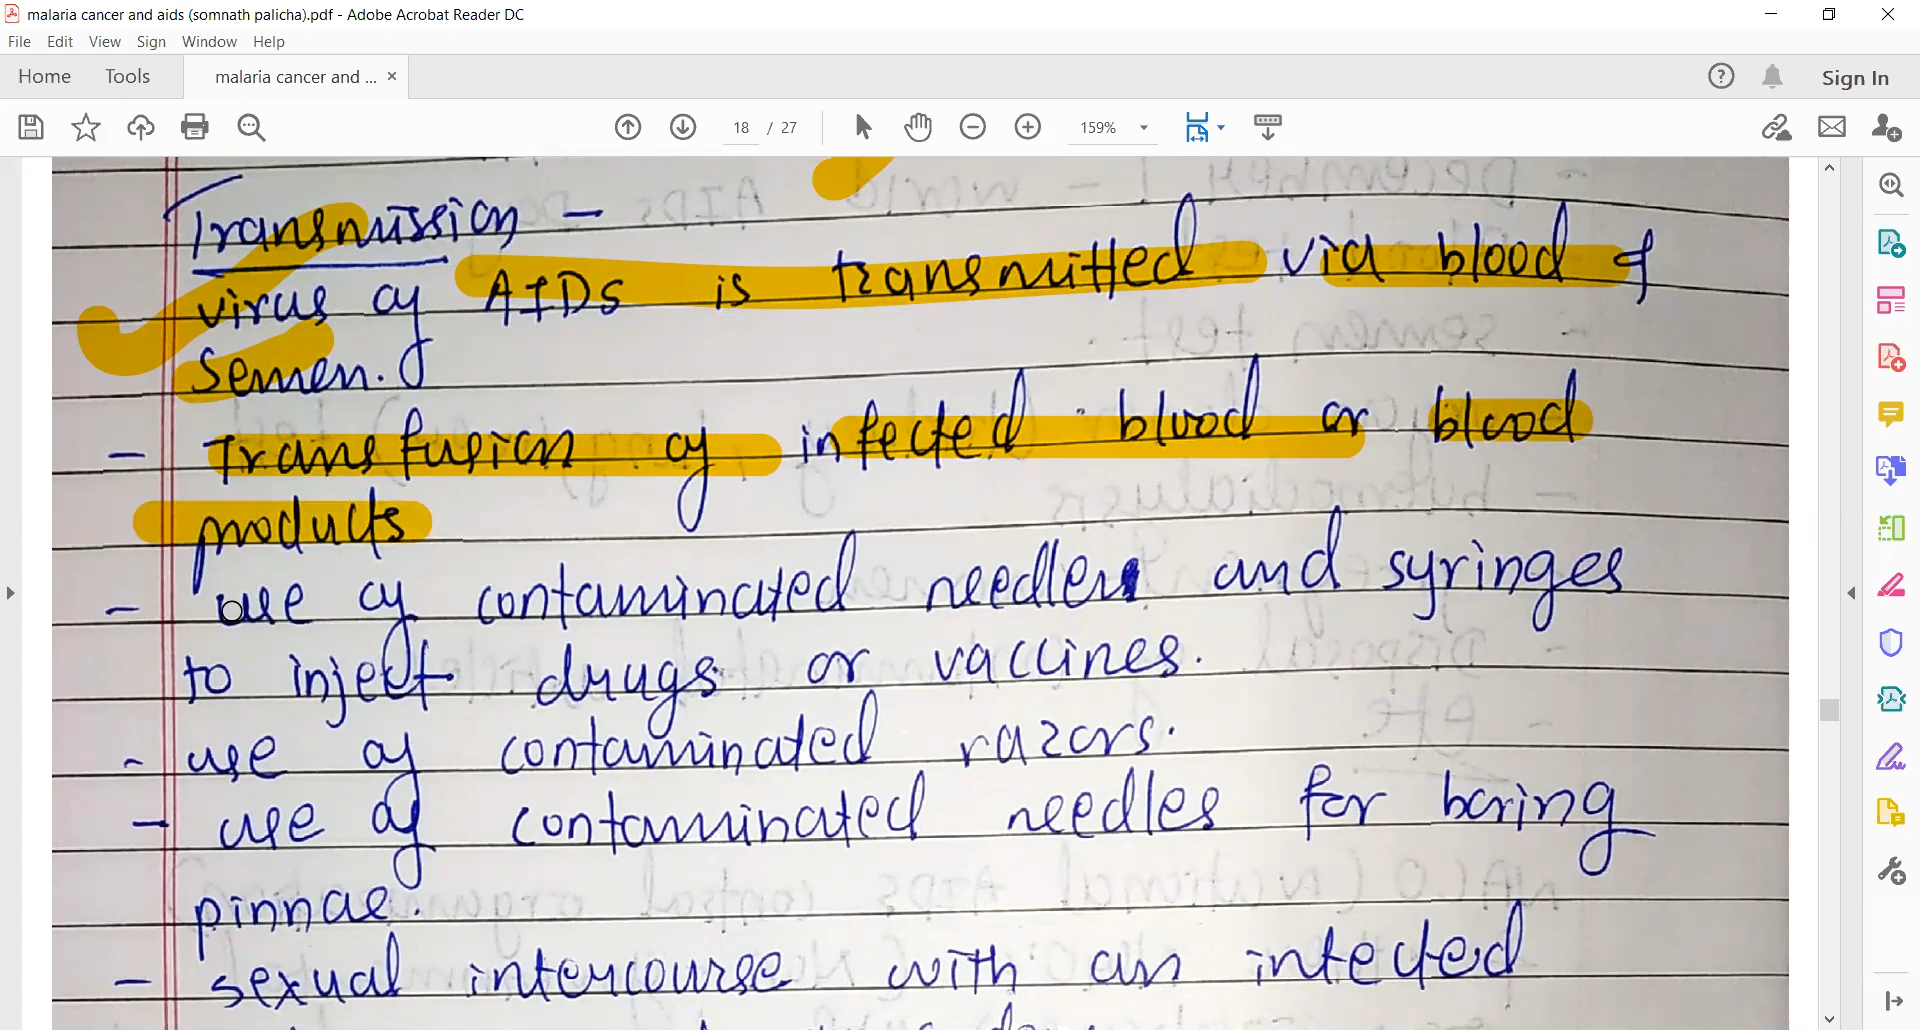 malaria cancer and aids (somnath palicha).pdf - Adobe Acrobat Reader DC
File Edit View Sign Window Help
Home Tools malaria cancer and ... × Sign In
18 / 27 159%
Transmission -
virus of AIDs is transmitted via blood &
semen.
- Transfusion of infected blood or blood
products
- use of contaminated needles and syringes
to inject drugs or vaccines.
- use of contaminated razors.
- use of contaminated needles for boring
pinnae.
- sexual intercourse with an infected